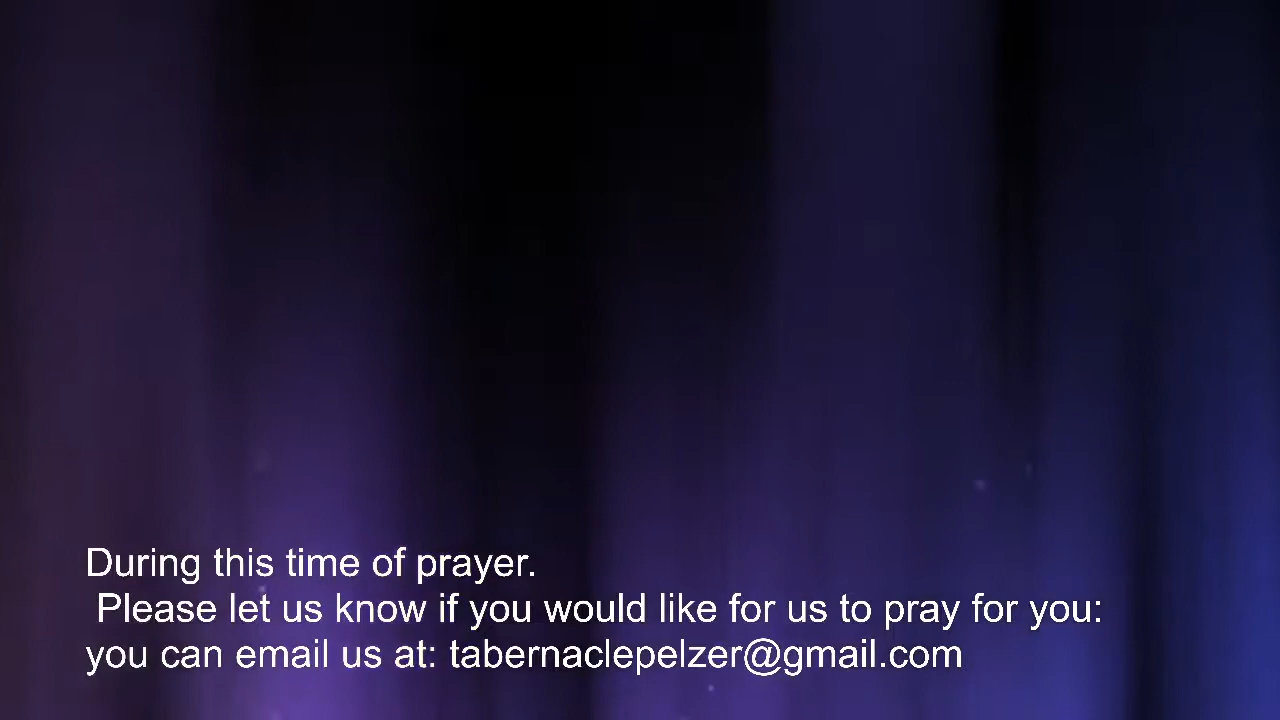 During this time of prayer.
Please let us know if you would like for us to pray for you:
you can email us at: tabernaclepelzer@gmail.com